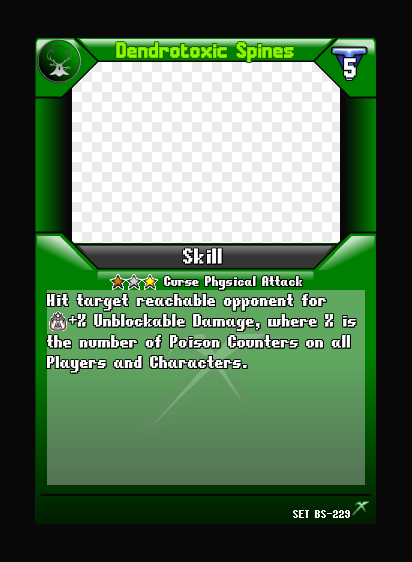 Dendrotoxic Spines
5
Skill
Curse Physical Attack
Hit target reachable opponent for
+X Unblockable Damage, where X is
the number of Poison Counters on all
Players and Characters.
SET BS-229